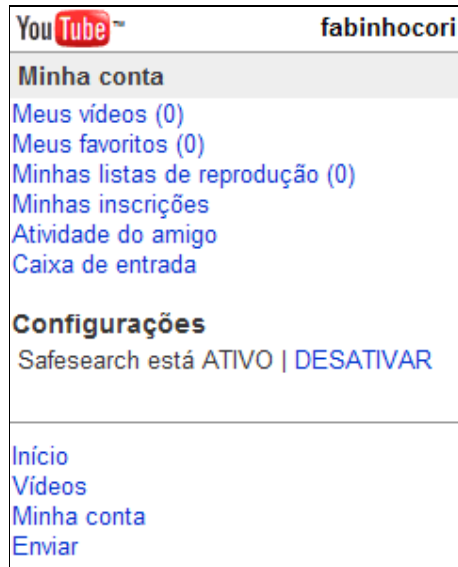 YouTube™ fabinhocori
Minha conta
Meus vídeos (0)
Meus favoritos (0)
Minhas listas de reprodução (0)
Minhas inscrições
Atividade do amigo
Caixa de entrada
Configurações
Safesearch está ATIVO | DESATIVAR
Início
Vídeos
Minha conta
Enviar